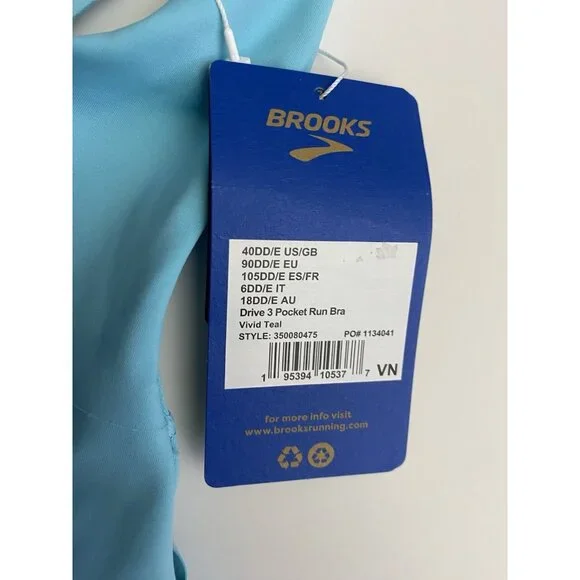 BROOKS
40DD/E US/GB
90DD/E EU
105DD/E ES/FR
6DD/E IT
18DD/E AU
Drive 3 Pocket Run Bra
Vivid Teal
STYLE: 350080475 PO# 1134041
1 95394 10537 7 VN
for more info visit
www.brooksrunning.com